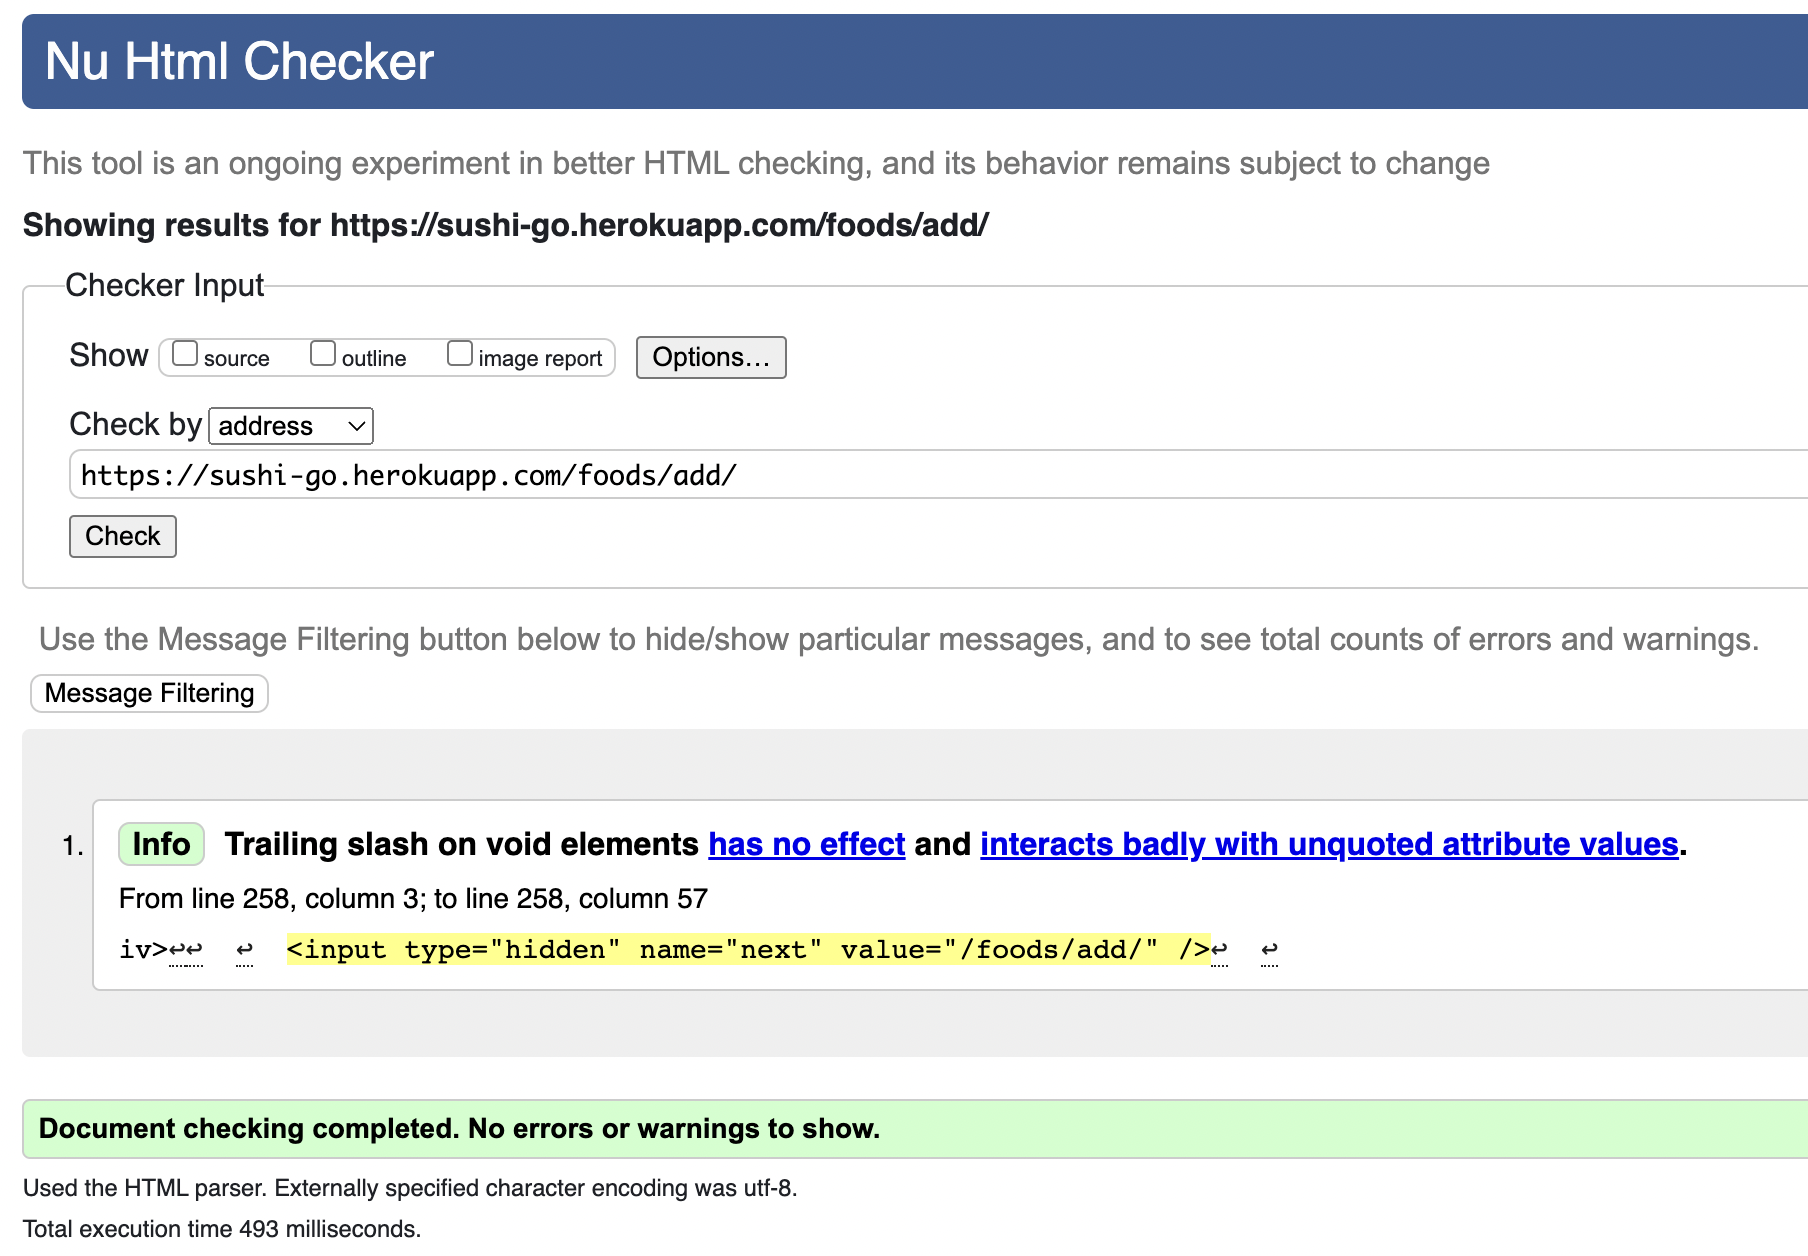 Nu Html Checker
This tool is an ongoing experiment in better HTML checking, and its behavior remains subject to change
Showing results for https://sushi-go.herokuapp.com/foods/add/
Checker Input
Show source outline image report Options...
Check by address
https://sushi-go.herokuapp.com/foods/add/
Check
Use the Message Filtering button below to hide/show particular messages, and to see total counts of errors and warnings.
Message Filtering
1. Info Trailing slash on void elements has no effect and interacts badly with unquoted attribute values.
From line 258, column 3; to line 258, column 57
iv>↩↩ ↩ <input type="hidden" name="next" value="/foods/add/" />↩ ↩
Document checking completed. No errors or warnings to show.
Used the HTML parser. Externally specified character encoding was utf-8.
Total execution time 493 milliseconds.